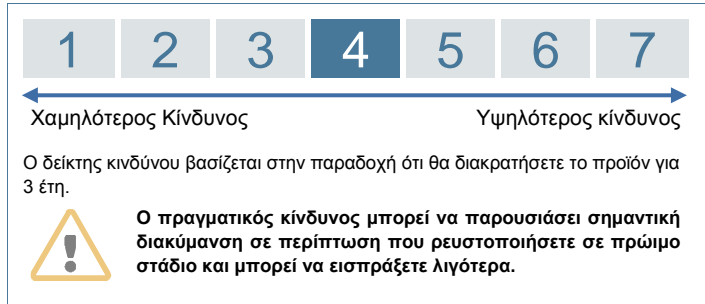 1 2 3 4 5 6 7
Χαμηλότερος Κίνδυνος Υψηλότερος κίνδυνος
Ο δείκτης κινδύνου βασίζεται στην παραδοχή ότι θα διακρατήσετε το προϊόν για
3 έτη.
Ο πραγματικός κίνδυνος μπορεί να παρουσιάσει σημαντική
διακύμανση σε περίπτωση που ρευστοποιήσετε σε πρώιμο
στάδιο και μπορεί να εισπράξετε λιγότερα.